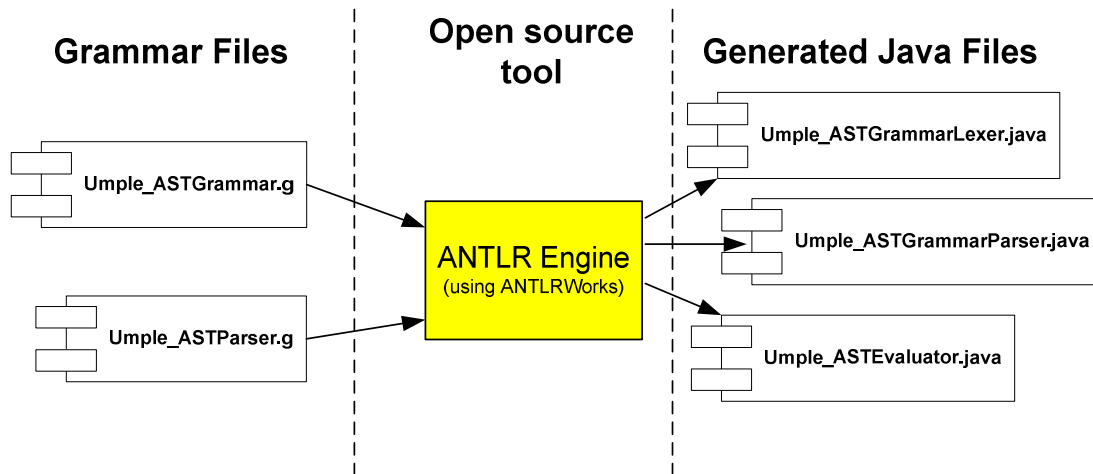 Grammar Files
Open source
tool
Generated Java Files
Umple_ASTGrammar.g
Umple_ASTParser.g
ANTLR Engine
(using ANTLRWorks)
Umple_ASTGrammarLexer.java
Umple_ASTGrammarParser.java
Umple_ASTEvaluator.java